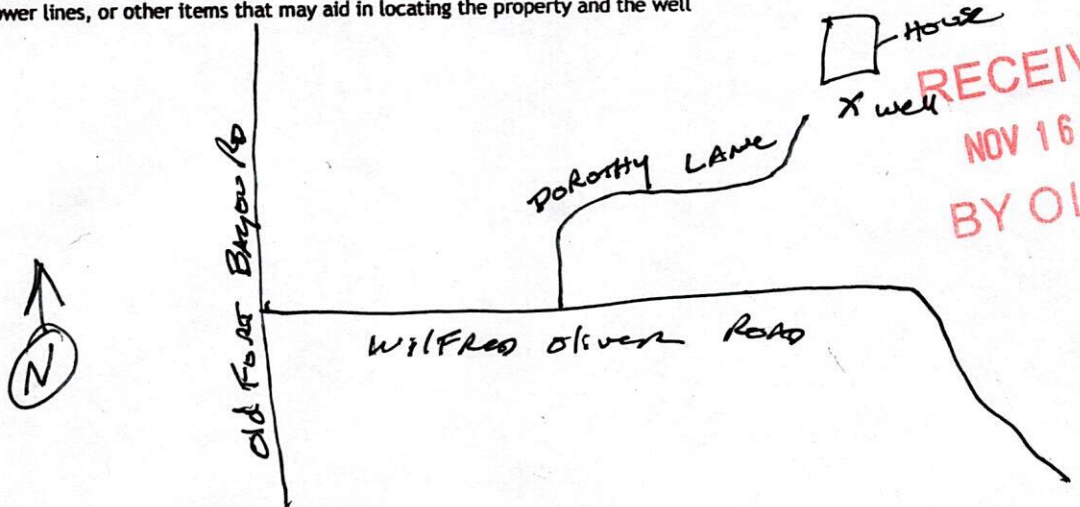 ower lines, or other items that may aid in locating the property and the well
House
RECEIV
X well
NOV 16
DOROTHY LANE
BY OL
Old Fort Bayou RD
N
WilFred Oliver ROAD